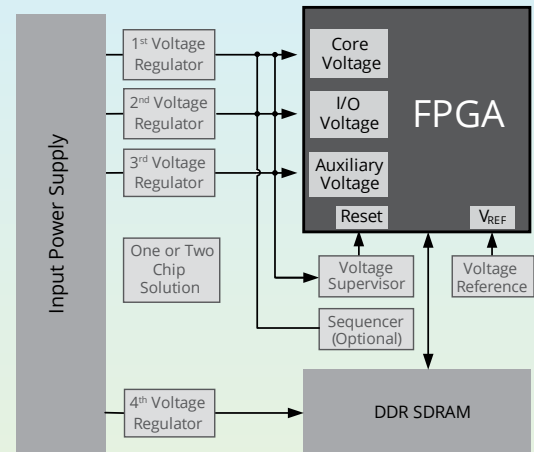 Input Power Supply
1st Voltage
Regulator
2nd Voltage
Regulator
3rd Voltage
Regulator
One or Two
Chip
Solution
4th Voltage
Regulator
Core
Voltage
I/O
Voltage
Auxiliary
Voltage
FPGA
Reset
VREF
Voltage
Supervisor
Voltage
Reference
Sequencer
(Optional)
DDR SDRAM